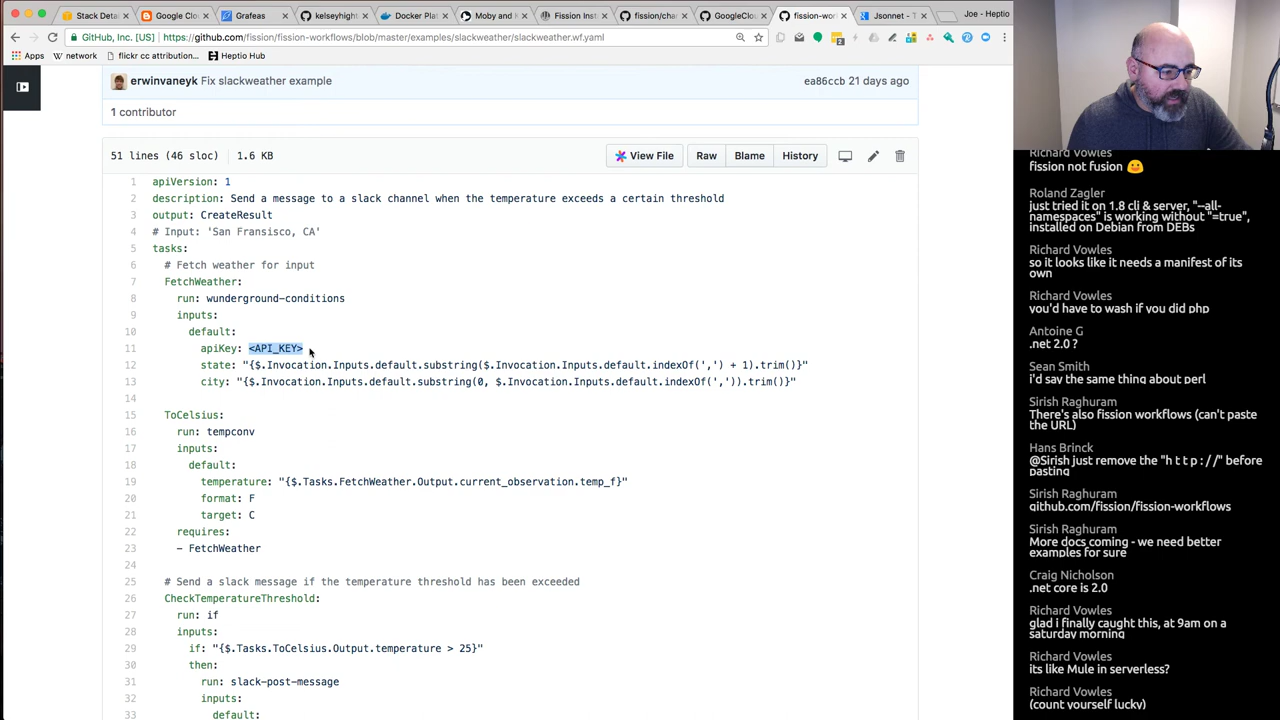 Stack Detai
Google Clou
Grafeas
kelseyhight
Docker Plat
Moby and K
Fission Inst
fission/char
GoogleClou
fission-wor
Jsonnet - T
Joe - Heptio
GitHub, Inc. [US]
https://github.com/fission/fission-workflows/blob/master/examples/slackweather/slackweather.wf.yaml
Apps
network
flickr cc attribution...
Heptio Hub
erwinvaneyk Fix slackweather example
ea86ccb 21 days ago
1 contributor
51 lines (46 sloc) 1.6 KB
View File
Raw
Blame
History
1 apiVersion: 1
2 description: Send a message to a slack channel when the temperature exceeds a certain threshold
3 output: CreateResult
4 # Input: 'San Fransisco, CA'
5 tasks:
6 # Fetch weather for input
7 FetchWeather:
8 run: wunderground-conditions
9 inputs:
10 default:
11 apiKey: <API_KEY>
12 state: "{$.Invocation.Inputs.default.substring($.Invocation.Inputs.default.indexOf(',') + 1).trim()}"
13 city: "{$.Invocation.Inputs.default.substring(0, $.Invocation.Inputs.default.indexOf(',')).trim()}"
14
15 ToCelsius:
16 run: tempconv
17 inputs:
18 default:
19 temperature: "{$.Tasks.FetchWeather.Output.current_observation.temp_f}"
20 format: F
21 target: C
22 requires:
23 - FetchWeather
24
25 # Send a slack message if the temperature threshold has been exceeded
26 CheckTemperatureThreshold:
27 run: if
28 inputs:
29 if: "{$.Tasks.ToCelsius.Output.temperature > 25}"
30 then:
31 run: slack-post-message
32 inputs:
33 default:
Richard Vowles
fission not fusion
Roland Zagler
just tried it on 1.8 cli & server, "--all-
namespaces" is working without "=true",
installed on Debian from DEBs
Richard Vowles
so it looks like it needs a manifest of its
own
Richard Vowles
you'd have to wash if you did php
Antoine G
.net 2.0 ?
Sean Smith
i'd say the same thing about perl
Sirish Raghuram
There's also fission workflows (can't paste
the URL)
Hans Brinck
@Sirish just remove the "h t t p : / /" before
pasting
Sirish Raghuram
github.com/fission/fission-workflows
Sirish Raghuram
More docs coming - we need better
examples for sure
Craig Nicholson
.net core is 2.0
Richard Vowles
glad i finally caught this, at 9am on a
saturday morning
Richard Vowles
its like Mule in serverless?
Richard Vowles
(count yourself lucky)